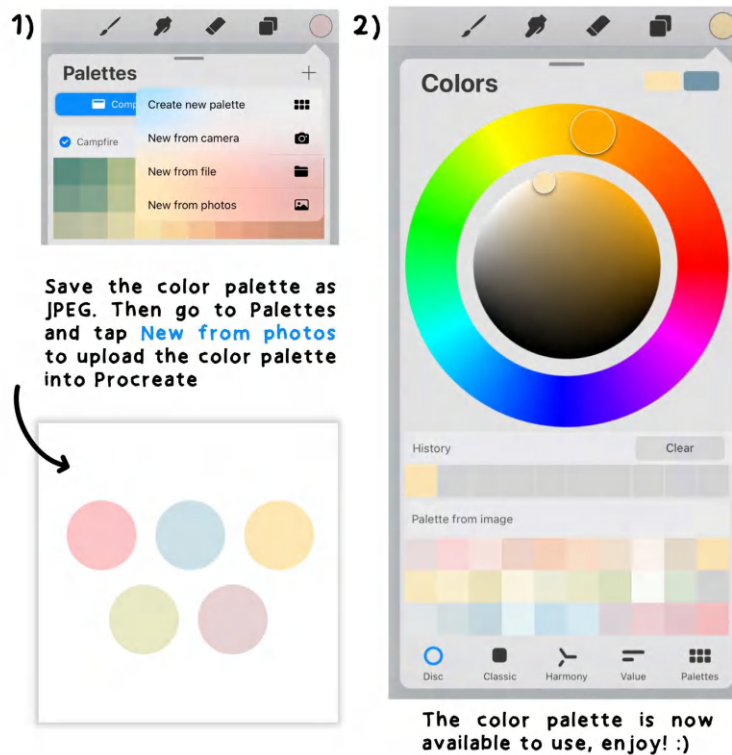 1)
Palettes
Comp
Create new palette
Campfire
New from camera
New from file
New from photos
Save the color palette as
JPEG. Then go to Palettes
and tap New from photos
to upload the color palette
into Procreate
2)
Colors
History
Clear
Palette from image
Disc
Classic
Harmony
Value
Palettes
The color palette is now
available to use, enjoy! :)